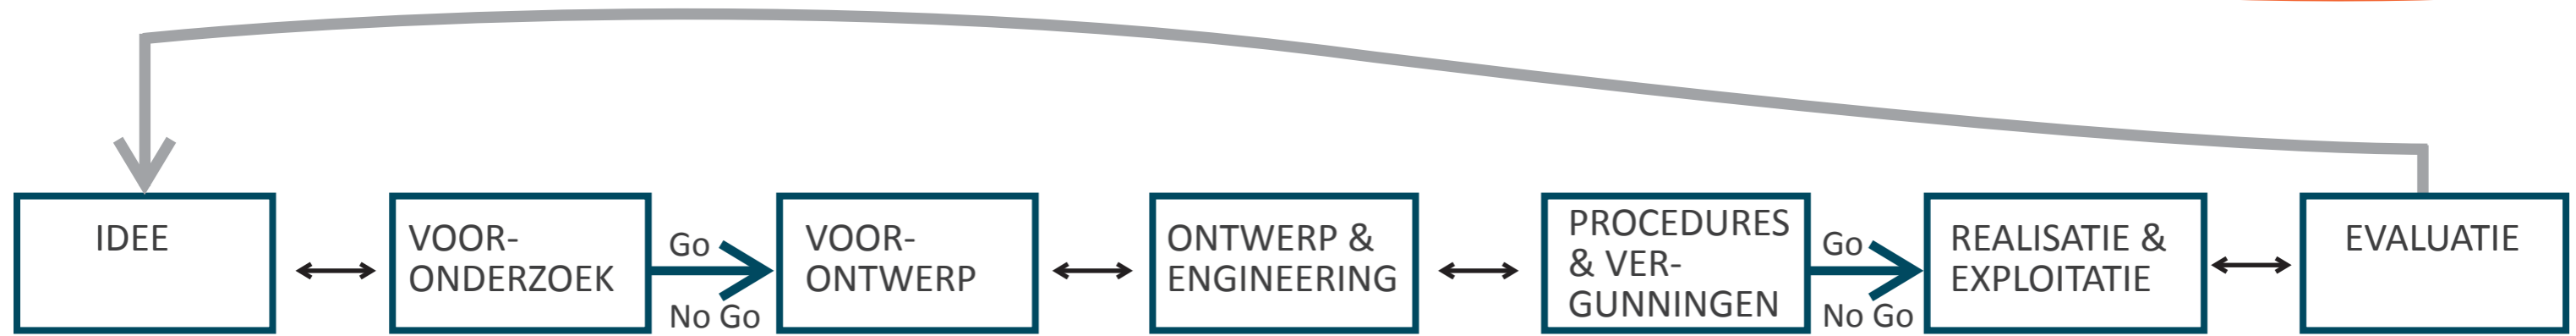 IDEE
VOOR-
ONDERZOEK
Go
No Go
VOOR-
ONTWERP
ONTWERP &
ENGINEERING
PROCEDURES
& VER-
GUNNINGEN
Go
No Go
REALISATIE &
EXPLOITATIE
EVALUATIE